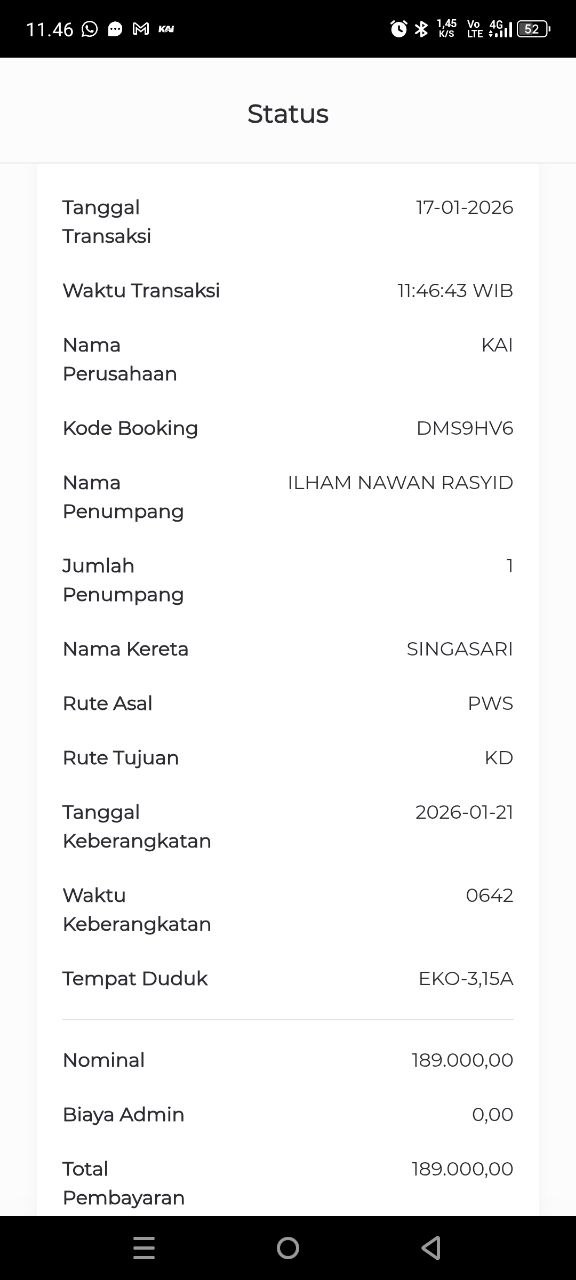 11.46 KAI 1,45 K/S Vo LTE 4G 52
Status
Tanggal Transaksi 17-01-2026
Waktu Transaksi 11:46:43 WIB
Nama Perusahaan KAI
Kode Booking DMS9HV6
Nama Penumpang ILHAM NAWAN RASYID
Jumlah Penumpang 1
Nama Kereta SINGASARI
Rute Asal PWS
Rute Tujuan KD
Tanggal Keberangkatan 2026-01-21
Waktu Keberangkatan 0642
Tempat Duduk EKO-3,15A
Nominal 189.000,00
Biaya Admin 0,00
Total Pembayaran 189.000,00